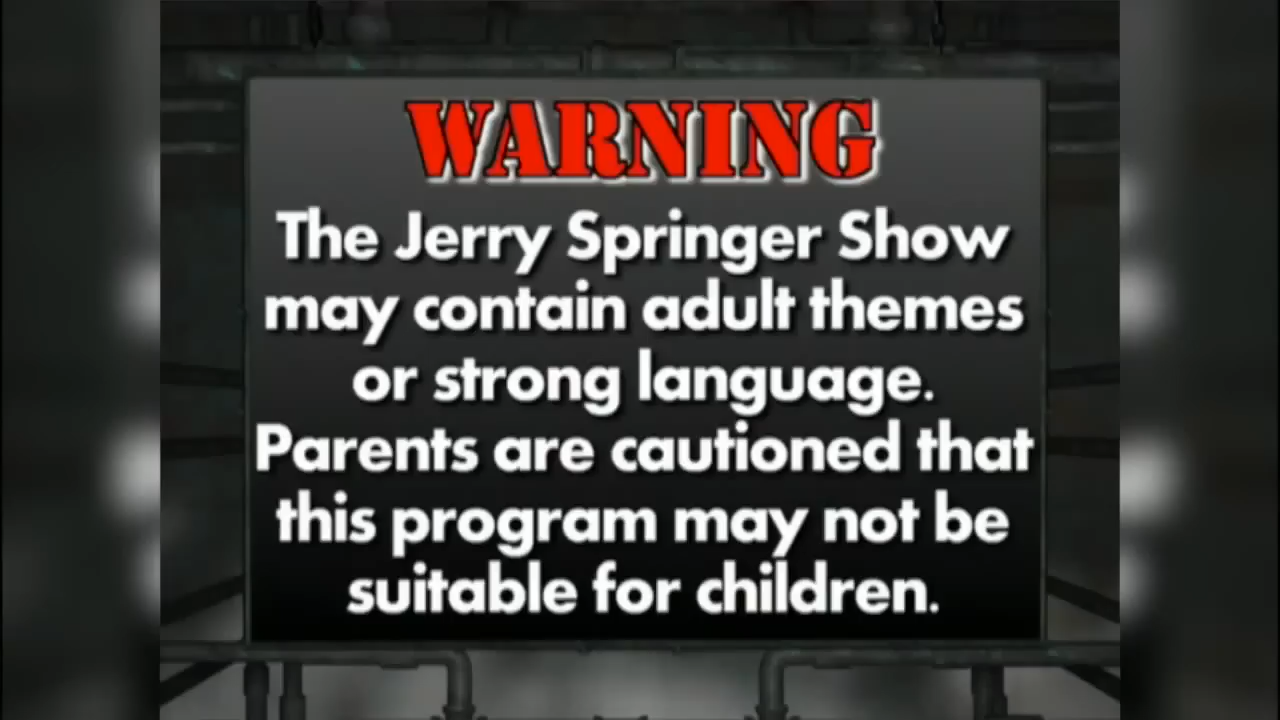 WARNING
The Jerry Springer Show
may contain adult themes
or strong language.
Parents are cautioned that
this program may not be
suitable for children.